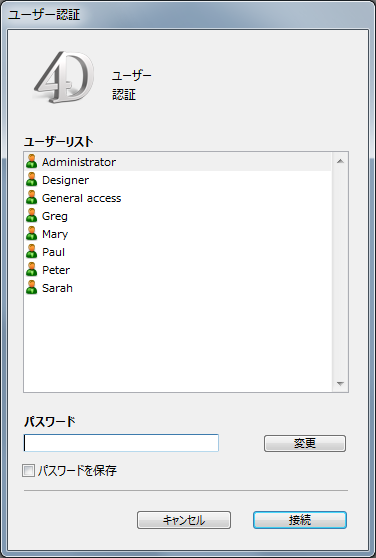 ユーザー認証
4D
ユーザー
認証
ユーザーリスト
Administrator
Designer
General access
Greg
Mary
Paul
Peter
Sarah
パスワード
変更
パスワードを保存
キャンセル
接続